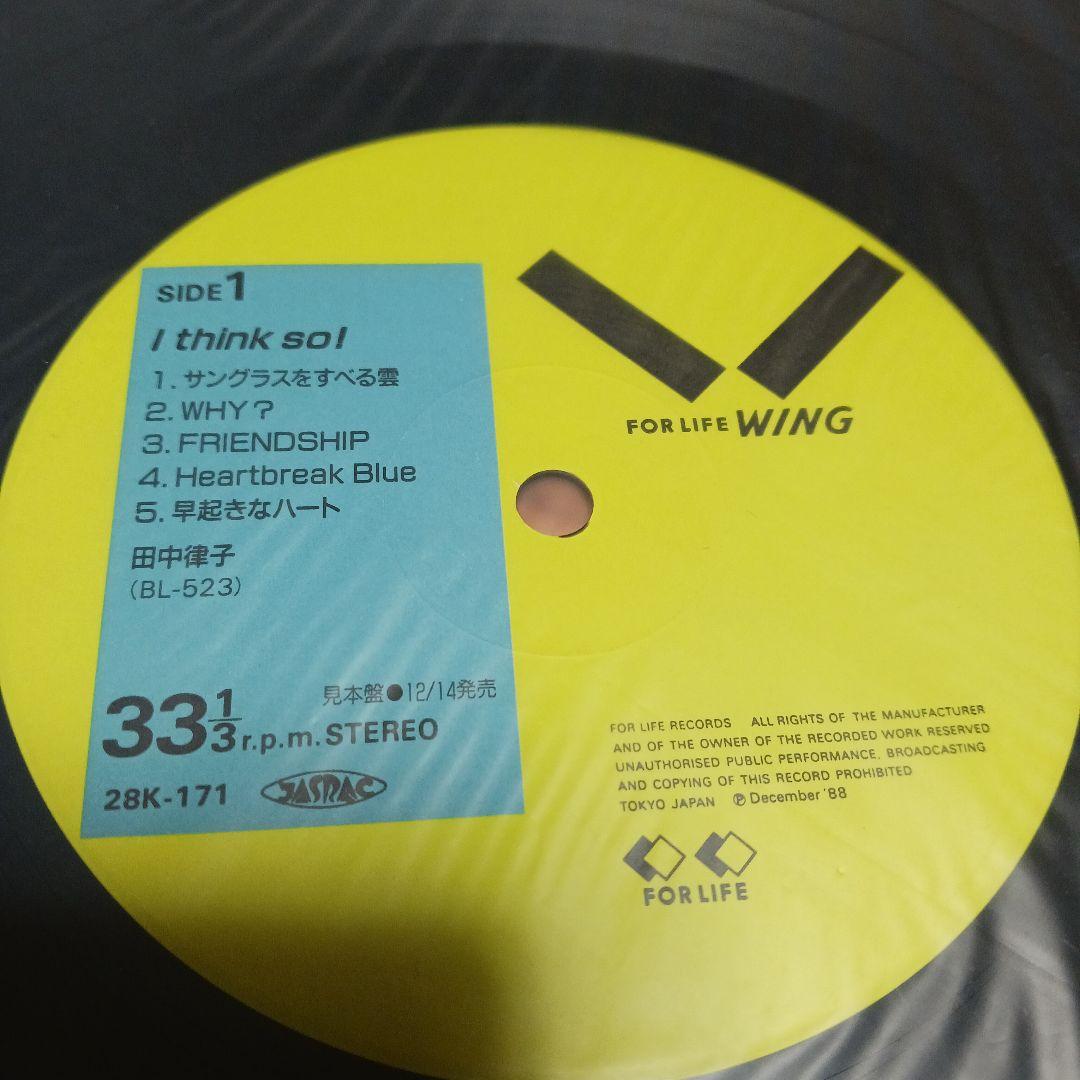 SIDE 1
I think so!
1. サングラスをすべる雲
2. WHY?
3. FRIENDSHIP
4. Heartbreak Blue
5. 早起きなハート
田中律子
(BL-523)
見本盤●12/14発売
33 1/3 r.p.m. STEREO
28K-171 JASRAC
FOR LIFE WING
FOR LIFE RECORDS ALL RIGHTS OF THE MANUFACTURER
AND OF THE OWNER OF THE RECORDED WORK RESERVED
UNAUTHORISED PUBLIC PERFORMANCE, BROADCASTING
AND COPYING OF THIS RECORD PROHIBITED
TOKYO JAPAN Ⓟ December '88
FOR LIFE